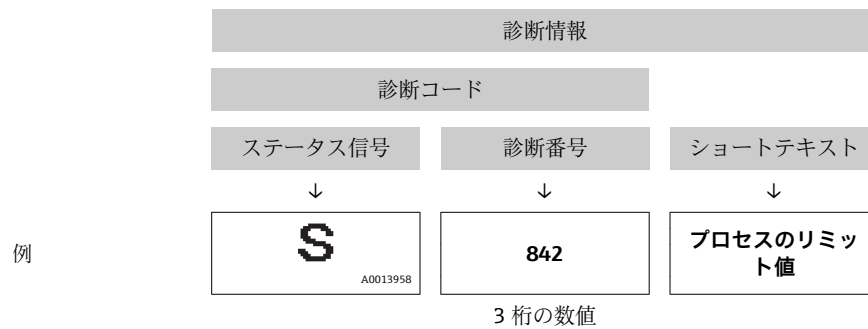 診断情報
診断コード
ステータス信号 診断番号 ショートテキスト
↓ ↓ ↓
例
S
A0013958
842
プロセスのリミッ
ト値
3 桁の数値